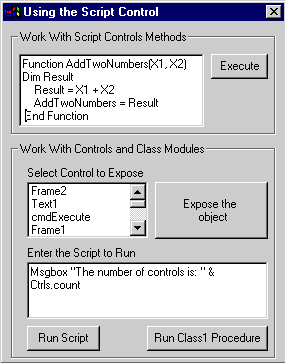 Using the Script Control
Work With Script Controls Methods
Function AddTwoNumbers(X1, X2)
Dim Result
Result = X1 + X2
AddTwoNumbers = Result
End Function
Execute
Work With Controls and Class Modules
Select Control to Expose
Frame2
Text1
cmdExecute
Frame1
Expose the
object
Enter the Script to Run
Msgbox "The number of controls is: " &
Ctrls.count
Run Script
Run Class1 Procedure